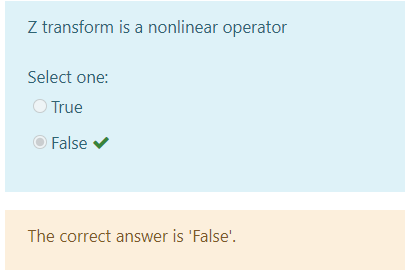 Z transform is a nonlinear operator
Select one:
True
False
The correct answer is 'False'.